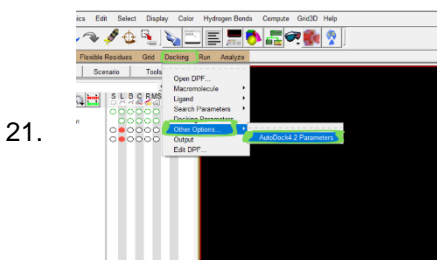 Edit Select Display Color Hydrogen Bonds Compute Grid3D Help
Flexible Residues Grid Docking Run Analyze
Scenario Tools
Open DPF...
S L B C R MS
Macromolecule
Ligand
Search Parameters
Docking Parameters
21.
Other Options...
AutoDock4.2 Parameters
Output
Edit DPF...